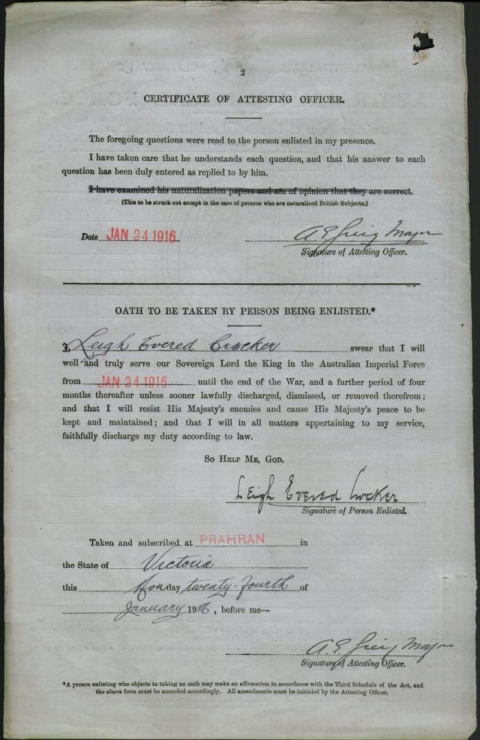 2
CERTIFICATE OF ATTESTING OFFICER.
The foregoing questions were read to the person enlisted in my presence.
I have taken care that he understands each question, and that his answer to each
question has been duly entered as replied to by him.
I have examined his naturalization papers and am of opinion that they are correct.
(This to be struck out except in the case of persons who are naturalized British Subjects.)
Date JAN 24 1916 A. E. Greig Major
Signature of Attesting Officer.
OATH TO BE TAKEN BY PERSON BEING ENLISTED.*
I, Leigh Evered Crocker swear that I will
well and truly serve our Sovereign Lord the King in the Australian Imperial Force
from JAN 24 1916 until the end of the War, and a further period of four
months thereafter unless sooner lawfully discharged, dismissed, or removed therefrom;
and that I will resist His Majesty's enemies and cause His Majesty's peace to be
kept and maintained; and that I will in all matters appertaining to my service,
faithfully discharge my duty according to law.
SO HELP ME, GOD.
Leigh Evered Crocker
Signature of Person Enlisted.
Taken and subscribed at PRAHRAN in
the State of Victoria
this Monday twenty-fourth of
January 1916, before me—
A. E. Greig Major
Signature of Attesting Officer.
*A person enlisting who objects to taking an oath may make an affirmation in accordance with the Third Schedule of the Act, and
the above form must be amended accordingly. All amendments must be initialed by the Attesting Officer.